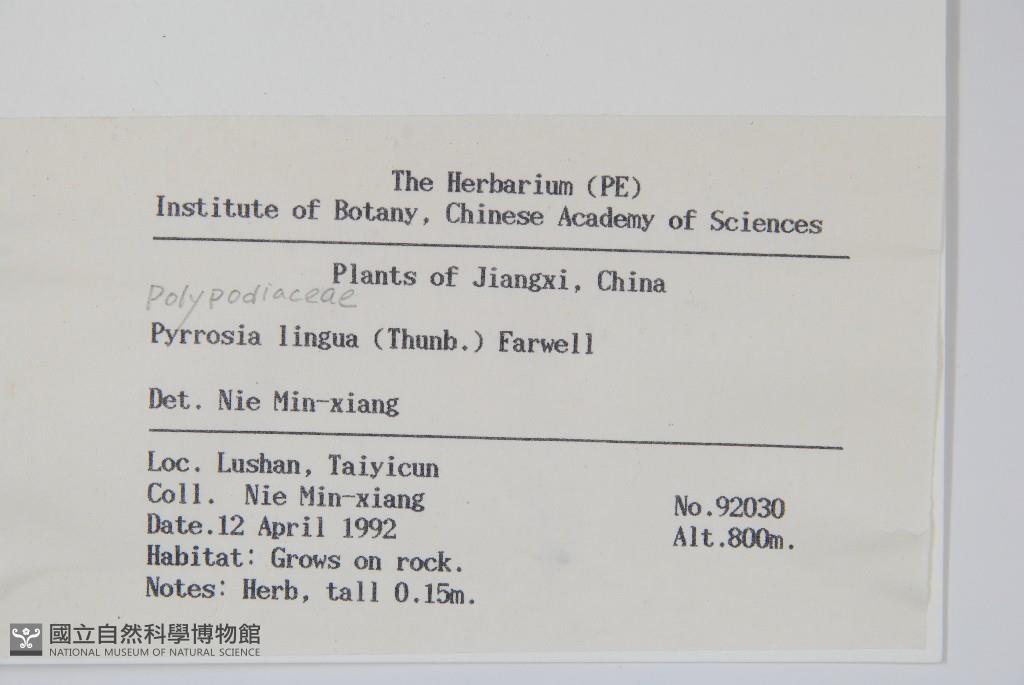 The Herbarium (PE)
Institute of Botany, Chinese Academy of Sciences
Plants of Jiangxi, China
Polypodiaceae
Pyrrosia lingua (Thunb.) Farwell
Det. Nie Min-xiang
Loc. Lushan, Taiyicun
Coll. Nie Min-xiang No.92030
Date.12 April 1992 Alt.800m.
Habitat: Grows on rock.
Notes: Herb, tall 0.15m.
國立自然科學博物館
NATIONAL MUSEUM OF NATURAL SCIENCE